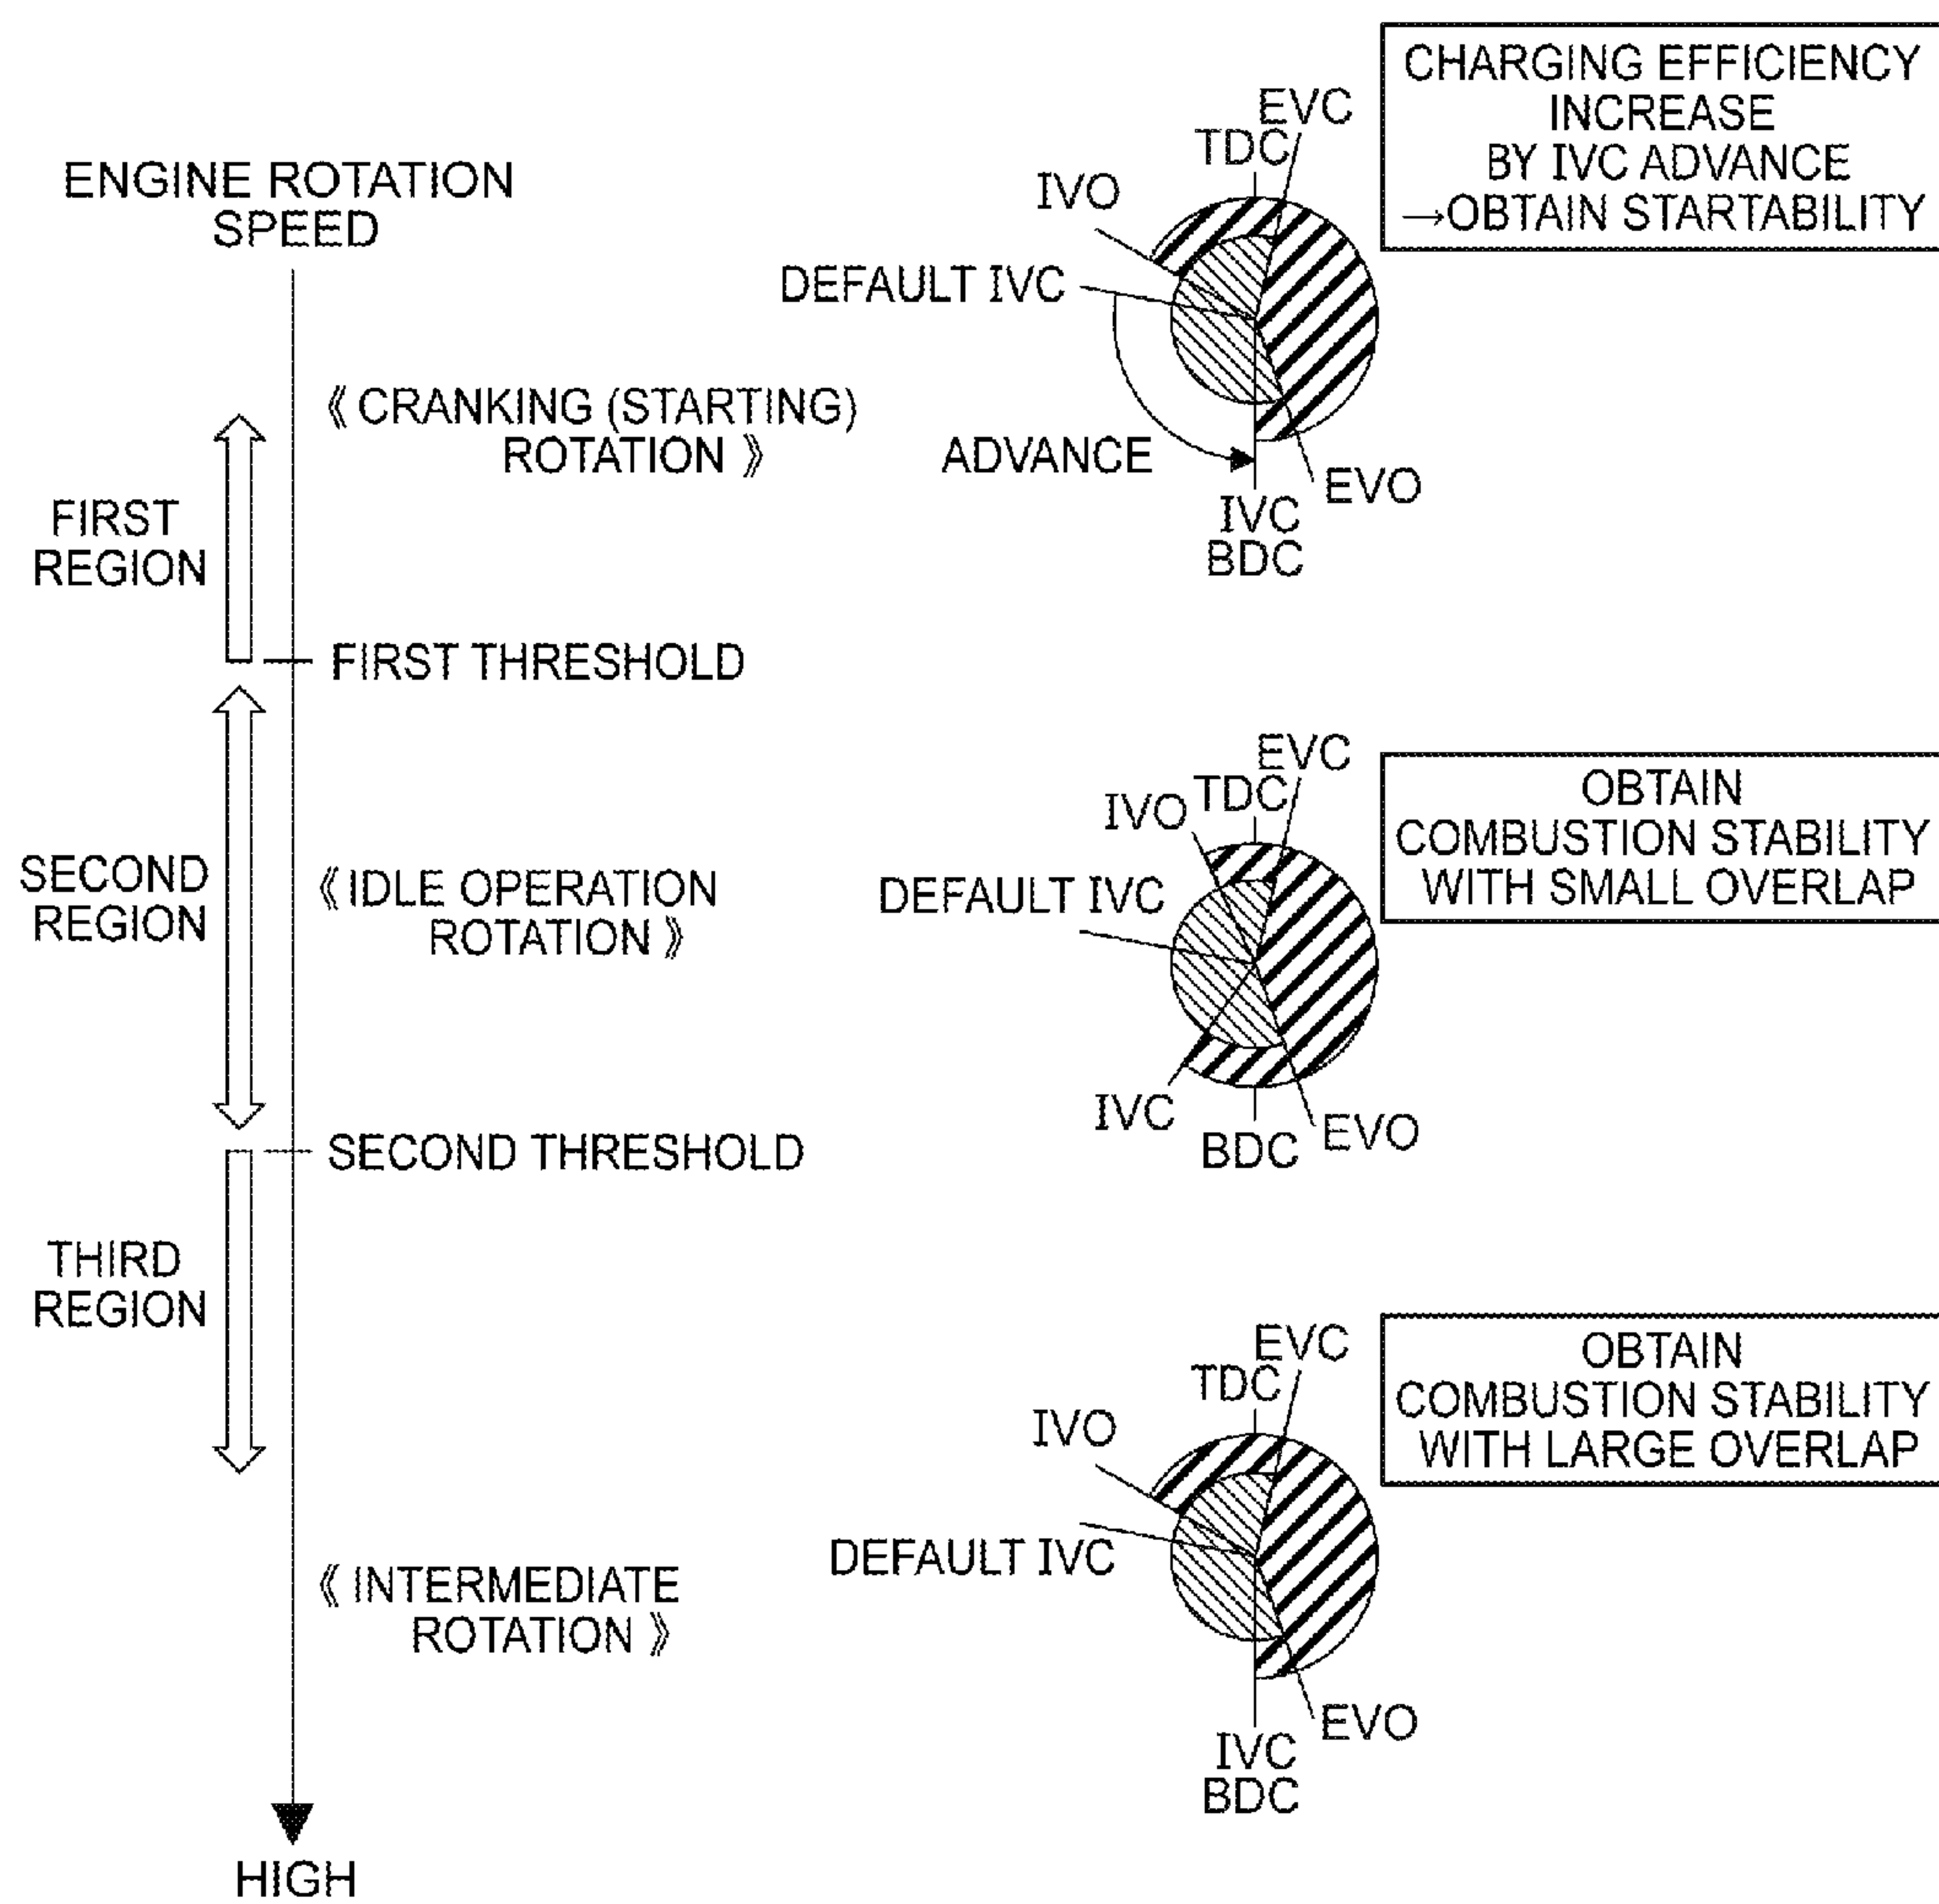 ENGINE ROTATION
SPEED
《 CRANKING (STARTING)
ROTATION 》
FIRST
REGION
FIRST THRESHOLD
SECOND
REGION
《 IDLE OPERATION
ROTATION 》
SECOND THRESHOLD
THIRD
REGION
《 INTERMEDIATE
ROTATION 》
HIGH
EVC
TDC
IVO
DEFAULT IVC
ADVANCE
EVO
IVC
BDC
CHARGING EFFICIENCY
INCREASE
BY IVC ADVANCE
→OBTAIN STARTABILITY
EVC
TDC
IVO
DEFAULT IVC
IVC
EVO
BDC
OBTAIN
COMBUSTION STABILITY
WITH SMALL OVERLAP
EVC
TDC
IVO
DEFAULT IVC
EVO
IVC
BDC
OBTAIN
COMBUSTION STABILITY
WITH LARGE OVERLAP